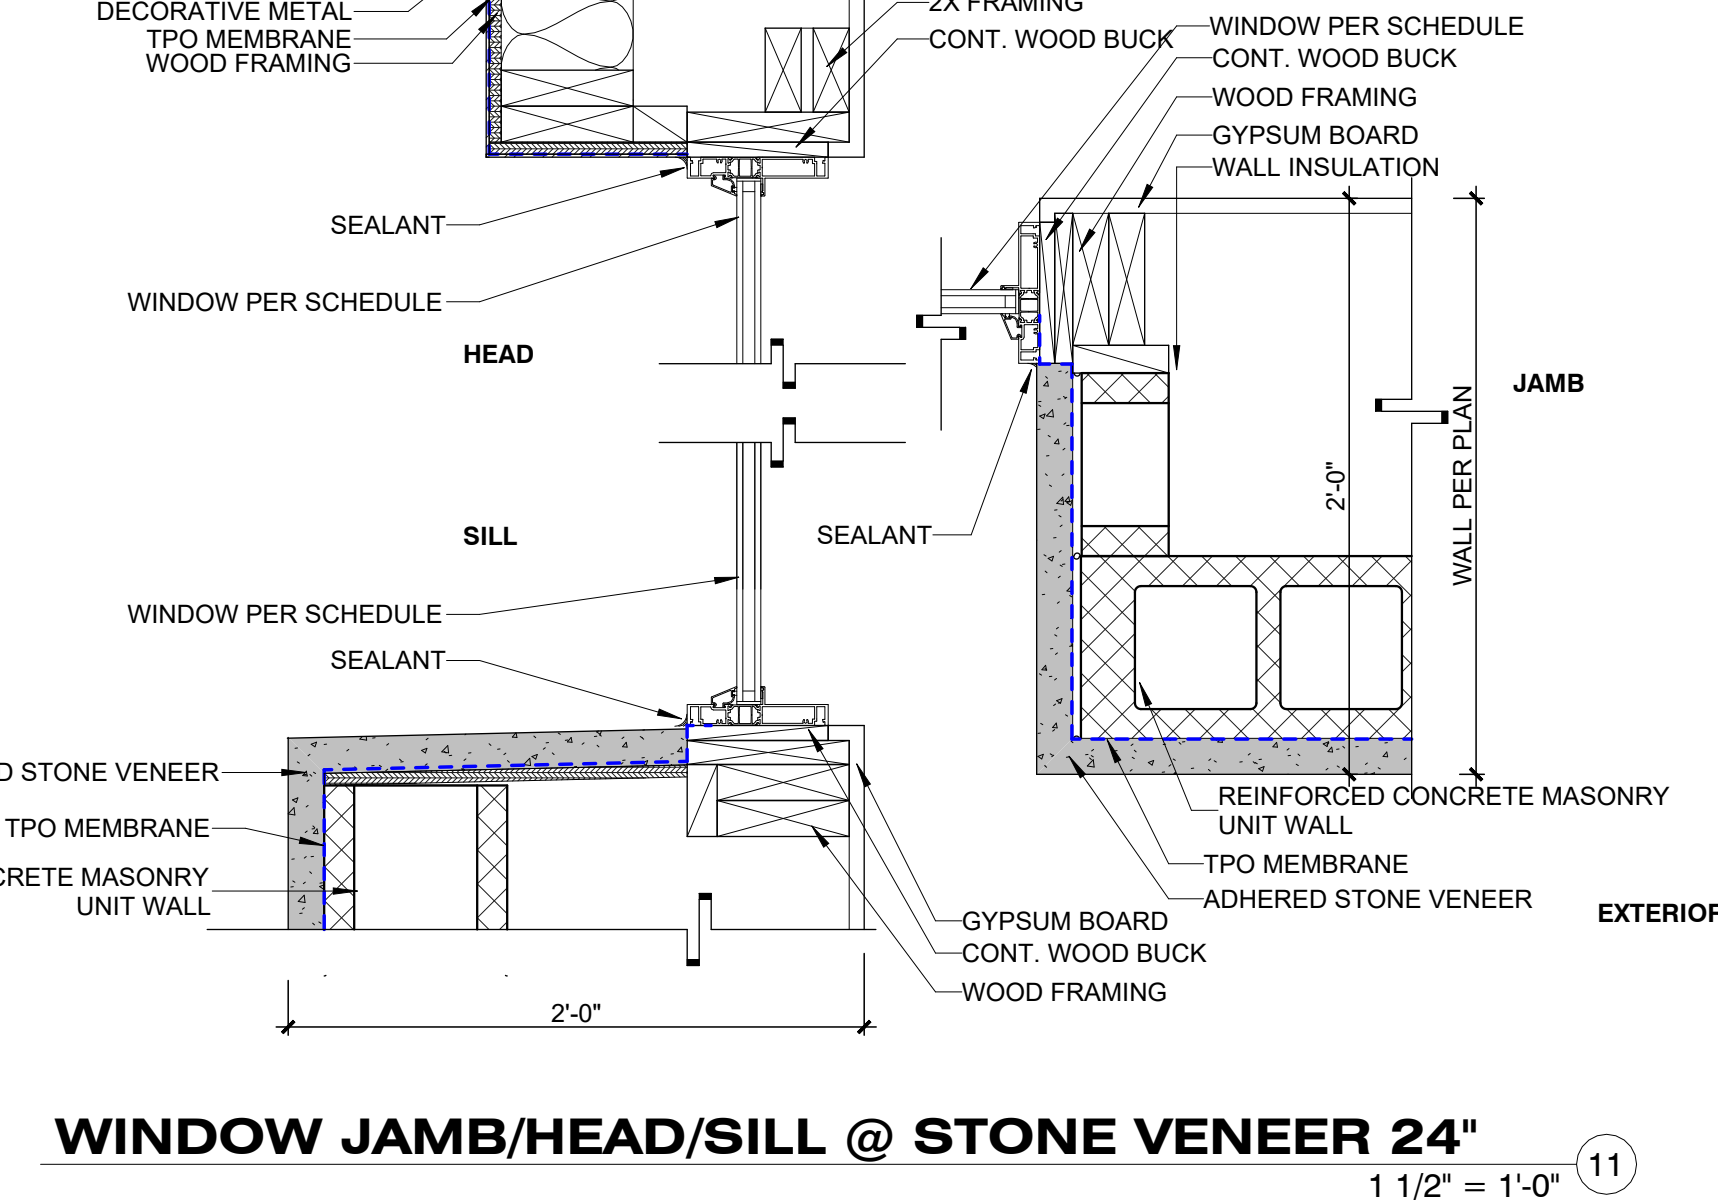 DECORATIVE METAL
TPO MEMBRANE
WOOD FRAMING
2X FRAMING
CONT. WOOD BUCK
SEALANT
WINDOW PER SCHEDULE
HEAD
SILL
WINDOW PER SCHEDULE
SEALANT
D STONE VENEER
TPO MEMBRANE
CRETE MASONRY
UNIT WALL
GYPSUM BOARD
CONT. WOOD BUCK
WOOD FRAMING
2'-0"
WINDOW PER SCHEDULE
CONT. WOOD BUCK
WOOD FRAMING
GYPSUM BOARD
WALL INSULATION
JAMB
SEALANT
2'-0"
WALL PER PLAN
REINFORCED CONCRETE MASONRY
UNIT WALL
TPO MEMBRANE
ADHERED STONE VENEER
EXTERIOR
WINDOW JAMB/HEAD/SILL @ STONE VENEER 24"
11
1 1/2" = 1'-0"